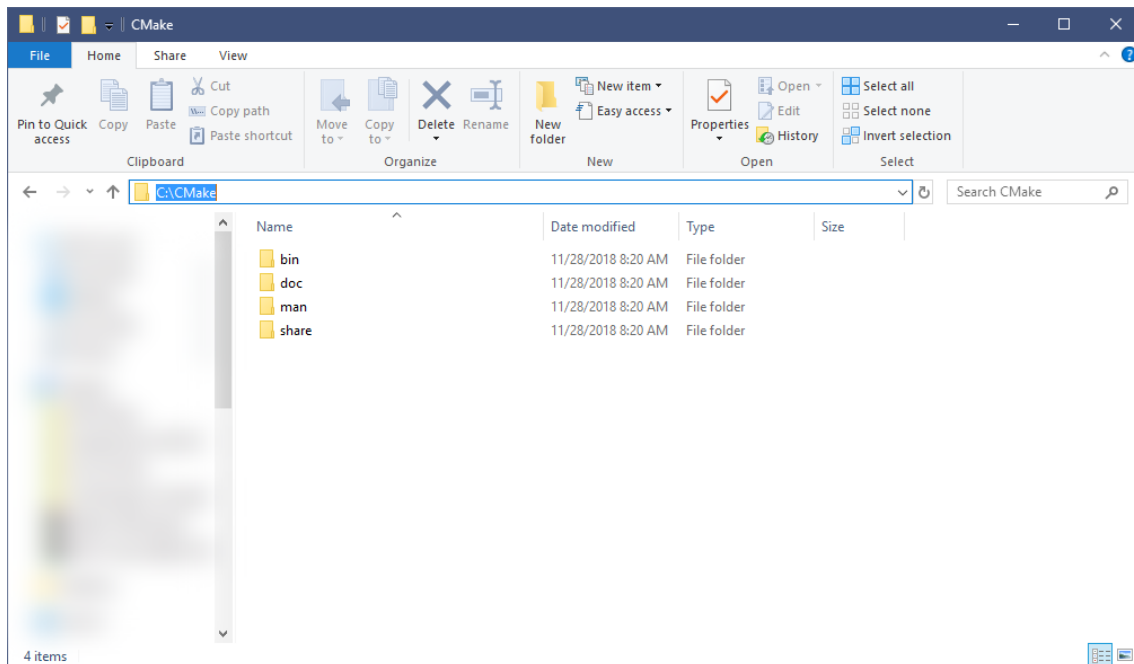 CMake
File Home Share View
Pin to Quick access
Copy
Paste
Cut
Copy path
Paste shortcut
Clipboard
Move to
Copy to
Delete
Rename
Organize
New folder
New item
Easy access
New
Properties
Open
Edit
History
Open
Select all
Select none
Invert selection
Select
C:\CMake
Search CMake
Name Date modified Type Size
bin 11/28/2018 8:20 AM File folder
doc 11/28/2018 8:20 AM File folder
man 11/28/2018 8:20 AM File folder
share 11/28/2018 8:20 AM File folder
4 items